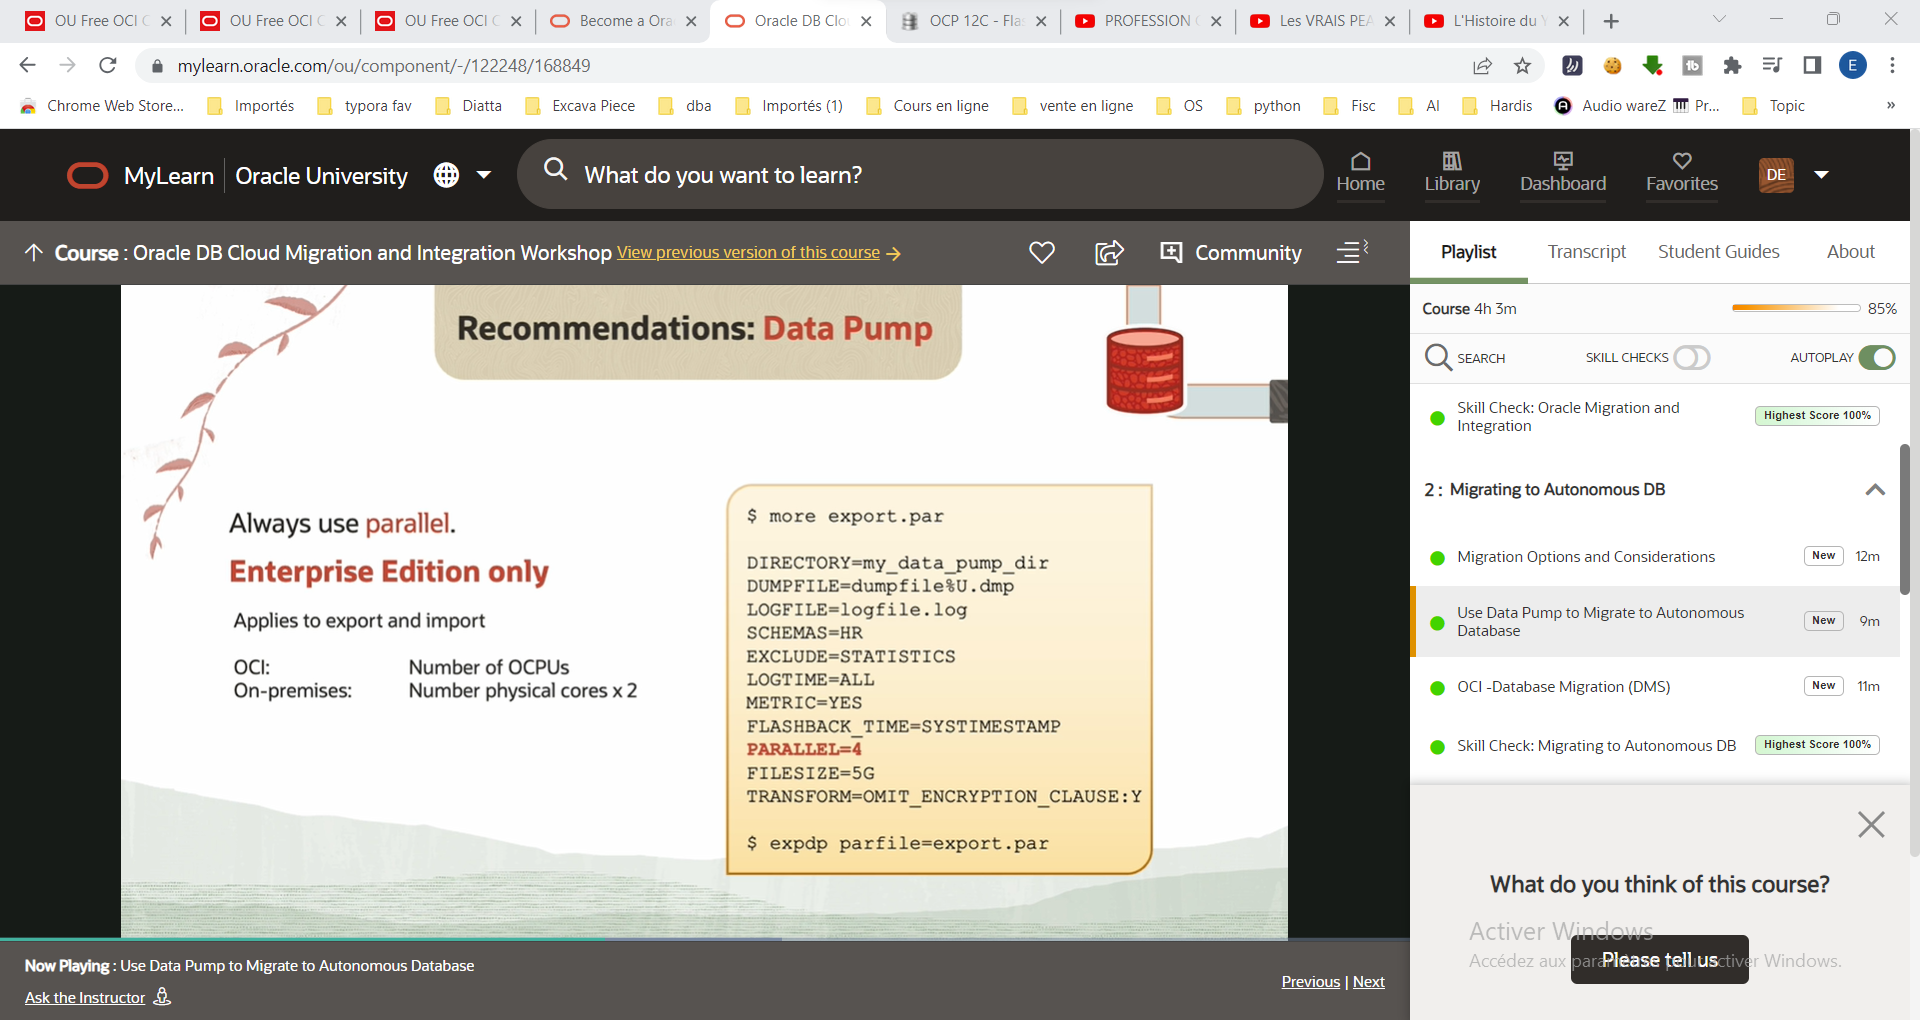 OU Free OCI C
OU Free OCI C
OU Free OCI C
Become a Ora
Oracle DB Clo
OCP 12C - Fla
PROFESSION
Les VRAIS PEA
L'Histoire du Y
mylearn.oracle.com/ou/component/-/122248/168849
E
Chrome Web Store...
Importés
typora fav
Diatta
Excava Piece
dba
Importés (1)
Cours en ligne
vente en ligne
OS
python
Fisc
AI
Hardis
Audio wareZ
Pr...
Topic
»
MyLearn
Oracle University
What do you want to learn?
Home
Library
Dashboard
Favorites
DE
Course : Oracle DB Cloud Migration and Integration Workshop View previous version of this course
Community
Playlist
Transcript
Student Guides
About
Course 4h 3m
85%
SEARCH
SKILL CHECKS
AUTOPLAY
Skill Check: Oracle Migration and
Integration
Highest Score 100%
2 : Migrating to Autonomous DB
Migration Options and Considerations
New
12m
Use Data Pump to Migrate to Autonomous
Database
New
9m
OCI -Database Migration (DMS)
New
11m
Skill Check: Migrating to Autonomous DB
Highest Score 100%
Recommendations: Data Pump
Always use parallel.
Enterprise Edition only
Applies to export and import
OCI: Number of OCPUs
On-premises: Number physical cores x 2
$ more export.par
DIRECTORY=my_data_pump_dir
DUMPFILE=dumpfile%U.dmp
LOGFILE=logfile.log
SCHEMAS=HR
EXCLUDE=STATISTICS
LOGTIME=ALL
METRIC=YES
FLASHBACK_TIME=SYSTIMESTAMP
PARALLEL=4
FILESIZE=5G
TRANSFORM=OMIT_ENCRYPTION_CLAUSE:Y
$ expdp parfile=export.par
What do you think of this course?
Please tell us
Activer Windows
Accédez aux paramètres pour activer Windows.
Now Playing : Use Data Pump to Migrate to Autonomous Database
Ask the Instructor
Previous | Next